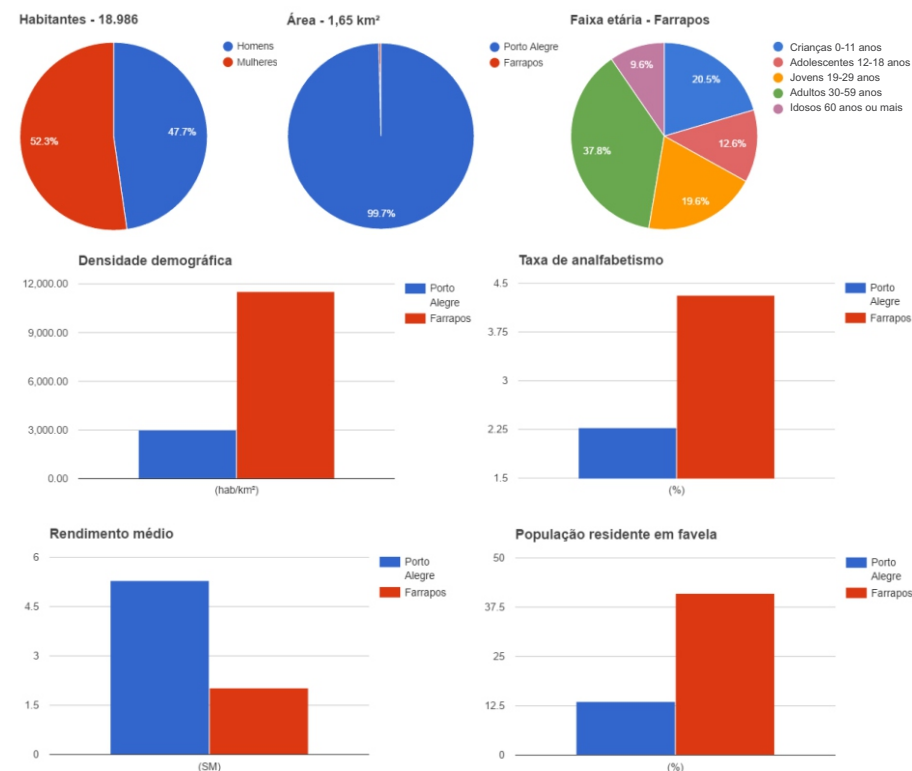 Habitantes - 18.986
Homens
Mulheres
52.3%
47.7%
Área - 1,65 km²
Porto Alegre
Farrapos
99.7%
Faixa etária - Farrapos
Crianças 0-11 anos
Adolescentes 12-18 anos
Jovens 19-29 anos
Adultos 30-59 anos
Idosos 60 anos ou mais
9.6%
20.5%
12.6%
37.8%
19.6%
Densidade demográfica
12,000.00
9,000.00
6,000.00
3,000.00
0.00
(hab/km²)
Porto
Alegre
Farrapos
Taxa de analfabetismo
4.5
3.75
3
2.25
1.5
(%)
Porto
Alegre
Farrapos
Rendimento médio
6
4.5
3
1.5
0
(SM)
Porto
Alegre
Farrapos
População residente em favela
50
37.5
25
12.5
0
(%)
Porto
Alegre
Farrapos